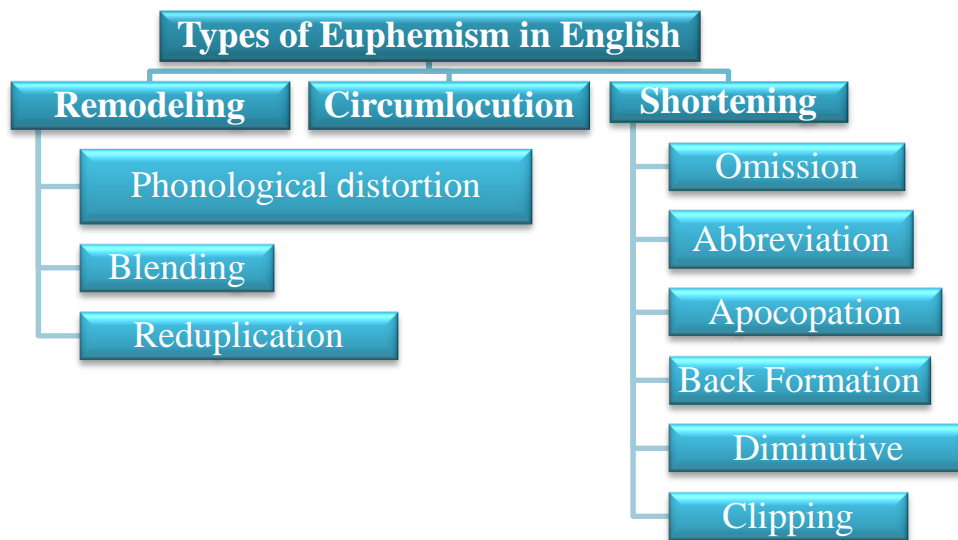 Types of Euphemism in English
Remodeling
Phonological distortion
Blending
Reduplication
Circumlocution
Shortening
Omission
Abbreviation
Apocopation
Back Formation
Diminutive
Clipping